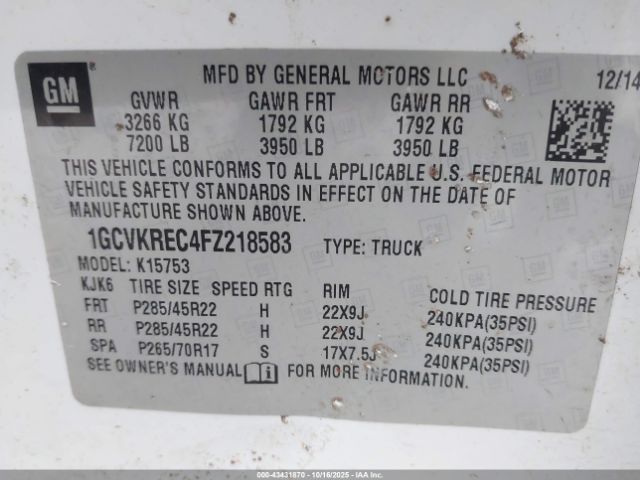 GM
MFD BY GENERAL MOTORS LLC 12/14
GVWR GAWR FRT GAWR RR
3266 KG 1792 KG 1792 KG
7200 LB 3950 LB 3950 LB
THIS VEHICLE CONFORMS TO ALL APPLICABLE U.S. FEDERAL MOTOR
VEHICLE SAFETY STANDARDS IN EFFECT ON THE DATE OF
MANUFACTURE SHOWN ABOVE.
1GCVKREC4FZ218583 TYPE: TRUCK
MODEL: K15753
KJK6 TIRE SIZE SPEED RTG RIM COLD TIRE PRESSURE
FRT P285/45R22 H 22X9J 240KPA(35PSI)
RR P285/45R22 H 22X9J 240KPA(35PSI)
SPA P265/70R17 S 17X7.5J 240KPA(35PSI)
SEE OWNER'S MANUAL FOR MORE INFORMATION.
000-43431870 - 10/16/2025 - IAAI.com